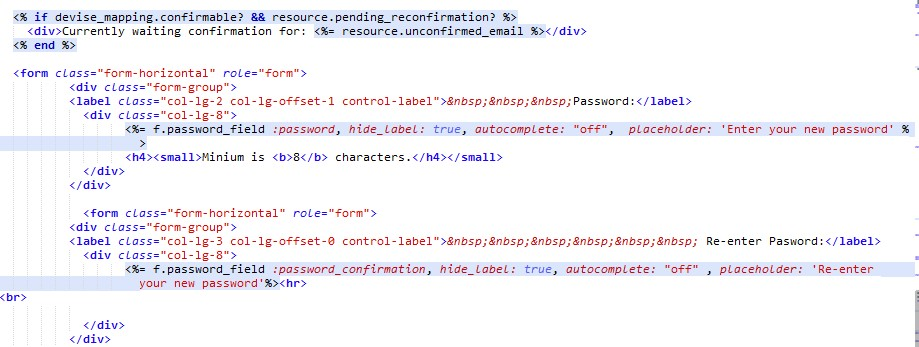 <% if devise_mapping.confirmable? && resource.pending_reconfirmation? %>
<div>Currently waiting confirmation for: <%= resource.unconfirmed_email %></div>
<% end %>
<form class="form-horizontal" role="form">
<div class="form-group">
<label class="col-lg-2 col-lg-offset-1 control-label">&nbsp;&nbsp;&nbsp;Password:</label>
<div class="col-lg-8">
<%= f.password_field :password, hide_label: true, autocomplete: "off",  placeholder: 'Enter your new password' %
>
<h4><small>Minium is <b>8</b> characters.</h4></small>
</div>
</div>
<form class="form-horizontal" role="form">
<div class="form-group">
<label class="col-lg-3 col-lg-offset-0 control-label">&nbsp;&nbsp;&nbsp;&nbsp;&nbsp; Re-enter Pasword:</label>
<div class="col-lg-8">
<%= f.password_field :password_confirmation, hide_label: true, autocomplete: "off" , placeholder: 'Re-enter
your new password'%><hr>
<br>
</div>
</div>